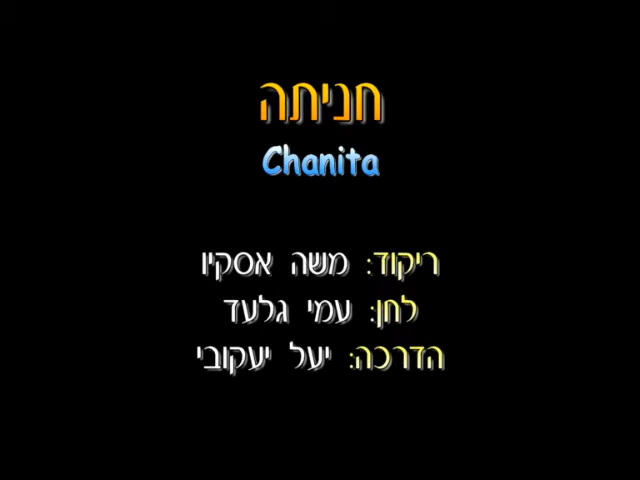 חניתה
Chanita
ריקוד: משה אסקיו
לחן: עמי גלעד
הדרכה: יעל יעקובי